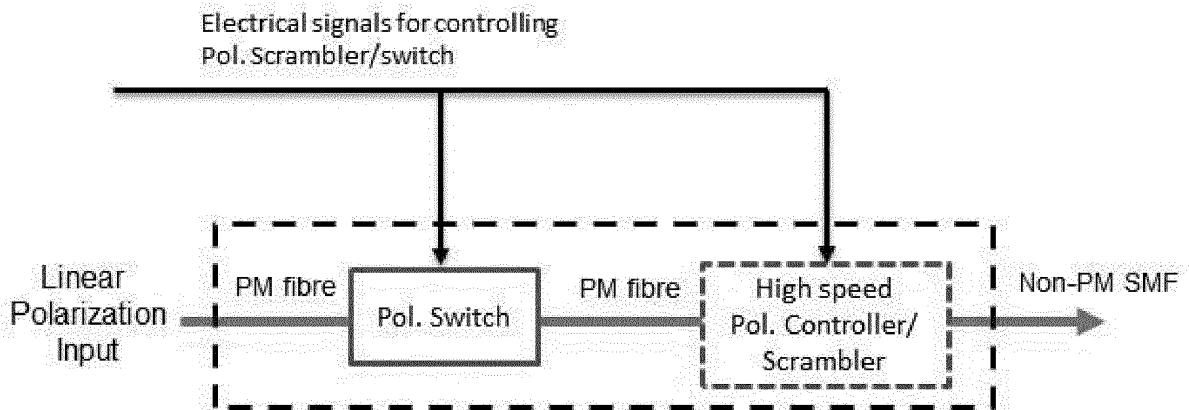 Electrical signals for controlling
Pol. Scrambler/switch
Linear
Polarization
Input
PM fibre
Pol. Switch
PM fibre
High speed
Pol. Controller/
Scrambler
Non-PM SMF